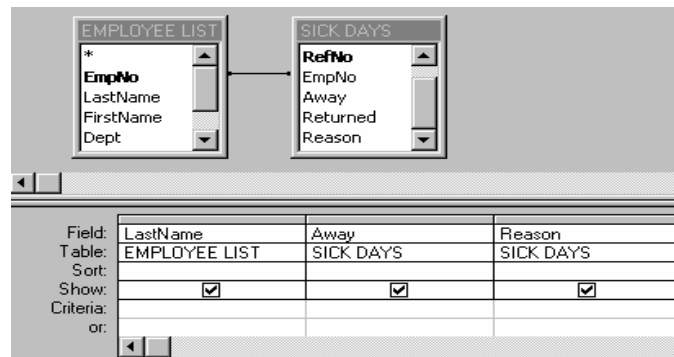 EMPLOYEE LIST
*
EmpNo
LastName
FirstName
Dept
SICK DAYS
RefNo
EmpNo
Away
Returned
Reason
Field: LastName Away Reason
Table: EMPLOYEE LIST SICK DAYS SICK DAYS
Sort:
Show:
Criteria:
or: